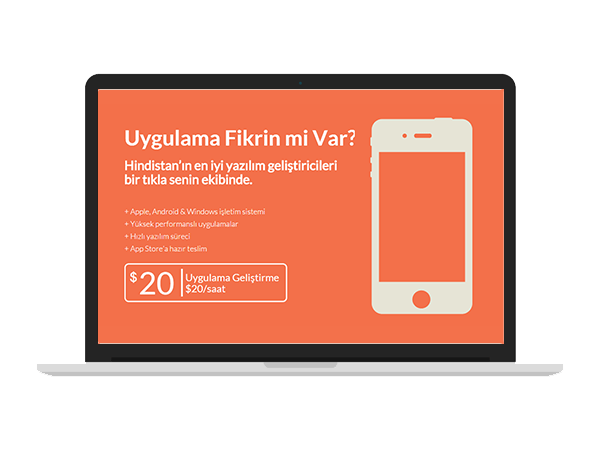 Uygulama Fikrin mi Var?
Hindistan'ın en iyi yazılım geliştiricileri
bir tıkla senin ekibinde.
+ Apple, Android & Windows işletim sistemi
+ Yüksek performanslı uygulamalar
+ Hızlı yazılım süreci
+ App Store'a hazır teslim
$ 20
Uygulama Geliştirme
$20/saat